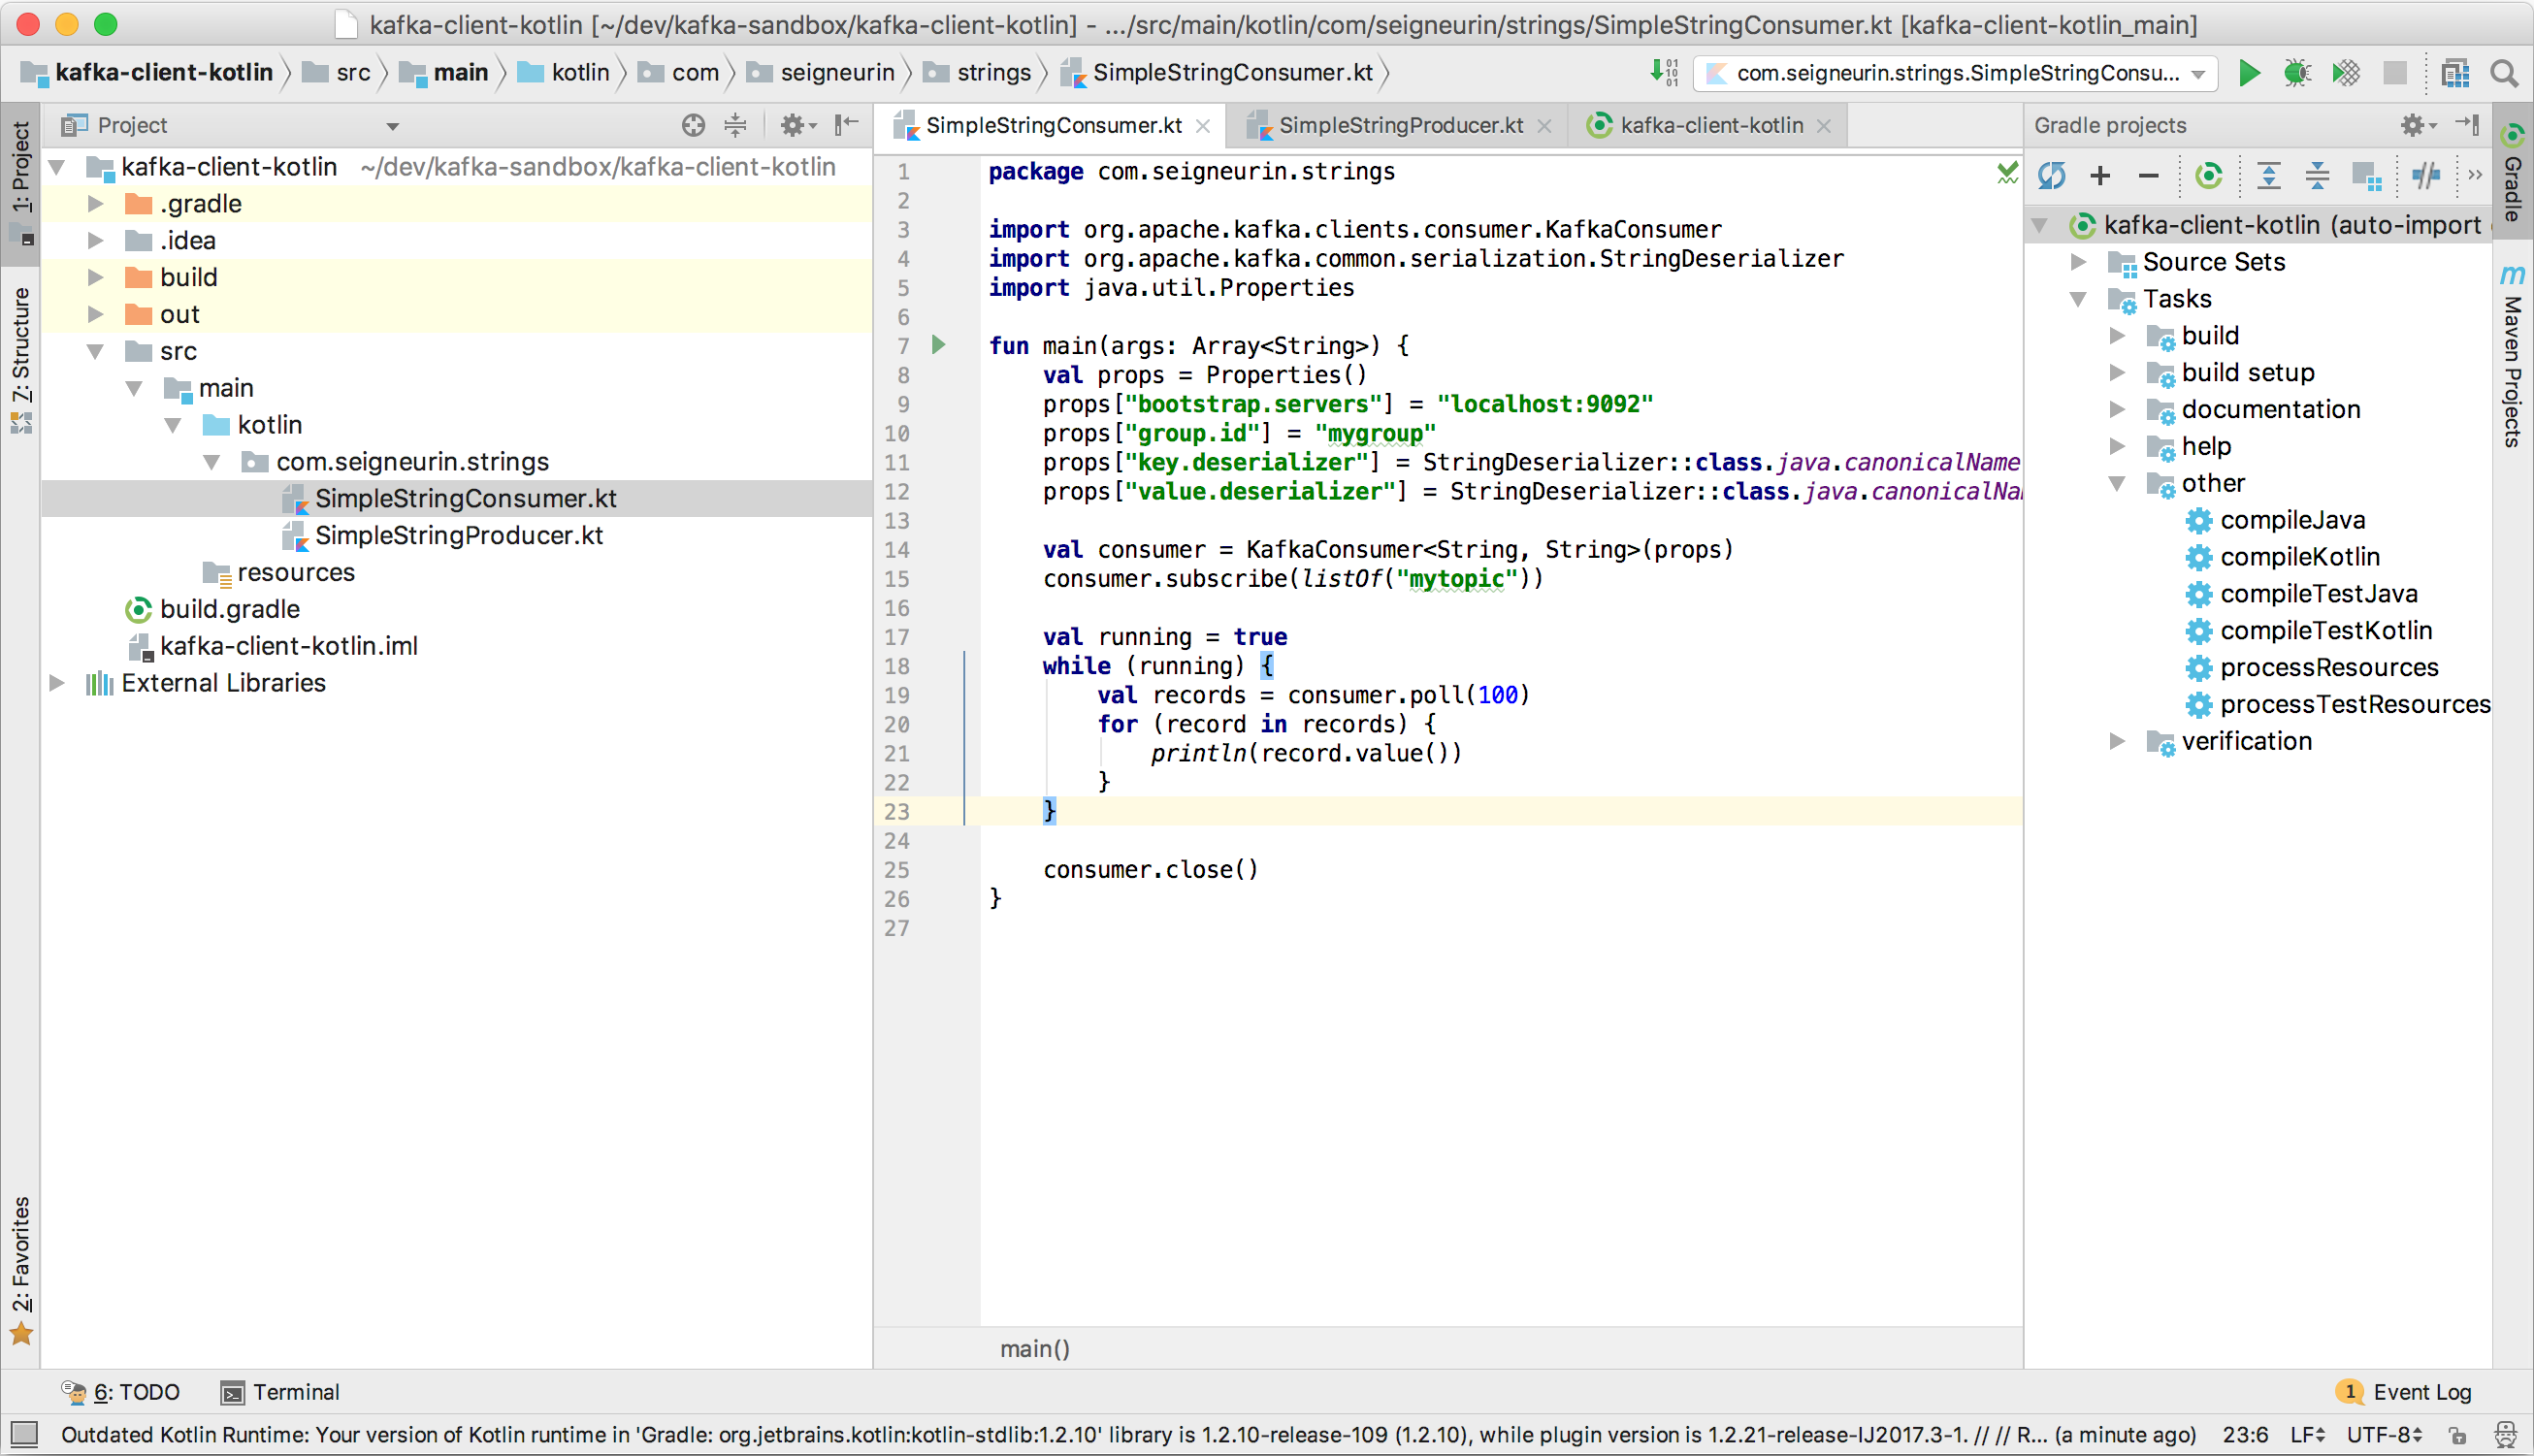 kafka-client-kotlin [~/dev/kafka-sandbox/kafka-client-kotlin] - .../src/main/kotlin/com/seigneurin/strings/SimpleStringConsumer.kt [kafka-client-kotlin_main]
kafka-client-kotlin src main kotlin com seigneurin strings SimpleStringConsumer.kt com.seigneurin.strings.SimpleStringConsu...
1: Project
7: Structure
2: Favorites
Project
kafka-client-kotlin ~/dev/kafka-sandbox/kafka-client-kotlin
.gradle
.idea
build
out
src
main
kotlin
com.seigneurin.strings
SimpleStringConsumer.kt
SimpleStringProducer.kt
resources
build.gradle
kafka-client-kotlin.iml
External Libraries
SimpleStringConsumer.kt SimpleStringProducer.kt kafka-client-kotlin
1 package com.seigneurin.strings
2
3 import org.apache.kafka.clients.consumer.KafkaConsumer
4 import org.apache.kafka.common.serialization.StringDeserializer
5 import java.util.Properties
6
7 fun main(args: Array<String>) {
8 val props = Properties()
9 props["bootstrap.servers"] = "localhost:9092"
10 props["group.id"] = "mygroup"
11 props["key.deserializer"] = StringDeserializer::class.java.canonicalName
12 props["value.deserializer"] = StringDeserializer::class.java.canonicalNa
13
14 val consumer = KafkaConsumer<String, String>(props)
15 consumer.subscribe(listOf("mytopic"))
16
17 val running = true
18 while (running) {
19 val records = consumer.poll(100)
20 for (record in records) {
21 println(record.value())
22 }
23 }
24
25 consumer.close()
26 }
27
main()
Gradle projects
kafka-client-kotlin (auto-import
Source Sets
Tasks
build
build setup
documentation
help
other
compileJava
compileKotlin
compileTestJava
compileTestKotlin
processResources
processTestResources
verification
Gradle
m Maven Projects
6: TODO Terminal 1 Event Log
Outdated Kotlin Runtime: Your version of Kotlin runtime in 'Gradle: org.jetbrains.kotlin:kotlin-stdlib:1.2.10' library is 1.2.10-release-109 (1.2.10), while plugin version is 1.2.21-release-IJ2017.3-1. // // R... (a minute ago) 23:6 LF UTF-8